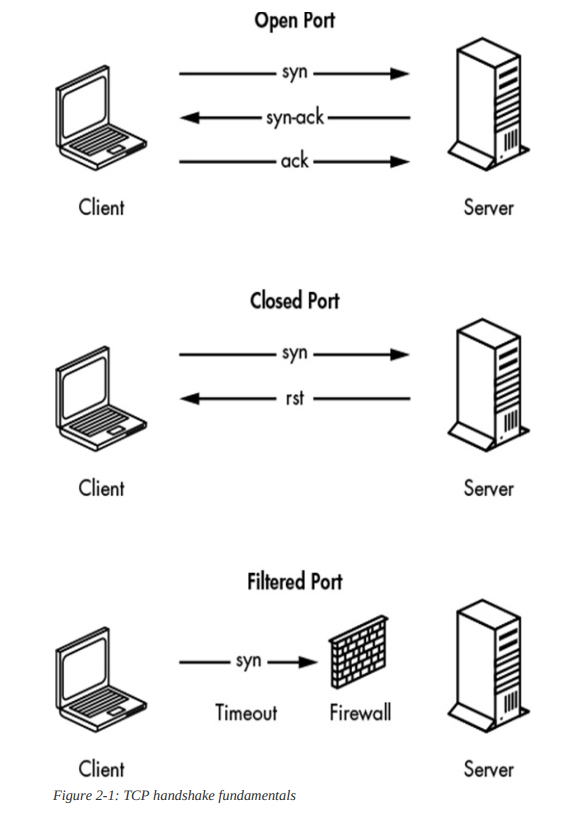 Open Port
syn
syn-ack
ack
Client Server
Closed Port
syn
rst
Client Server
Filtered Port
syn
Timeout Firewall
Client Server
Figure 2-1: TCP handshake fundamentals